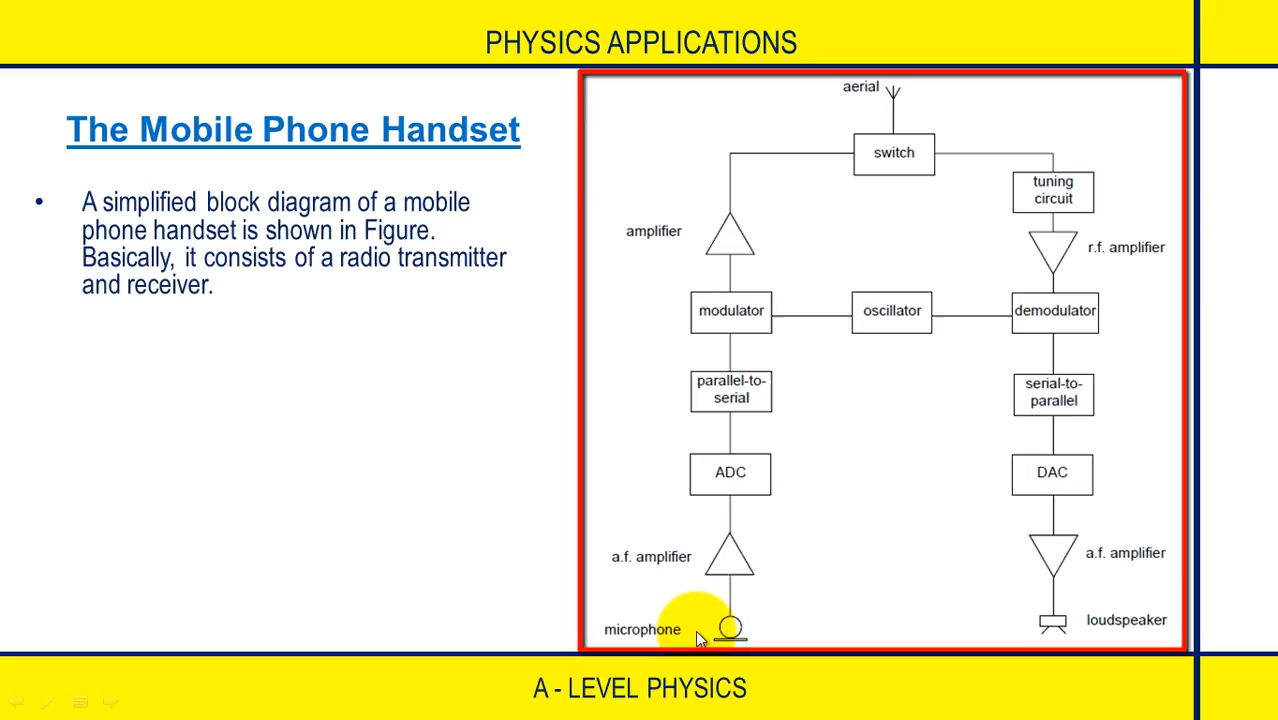 PHYSICS APPLICATIONS
The Mobile Phone Handset
• A simplified block diagram of a mobile
phone handset is shown in Figure.
Basically, it consists of a radio transmitter
and receiver.
aerial
switch
tuning
circuit
amplifier
r.f. amplifier
modulator
oscillator
demodulator
parallel-to-
serial
serial-to-
parallel
ADC
DAC
a.f. amplifier
a.f. amplifier
microphone
loudspeaker
A - LEVEL PHYSICS